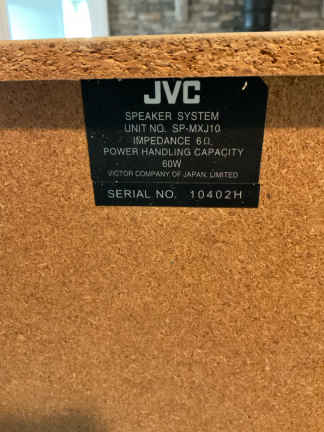 JVC
SPEAKER SYSTEM
UNIT NO. SP-MXJ10
IMPEDANCE 6Ω
POWER HANDLING CAPACITY
60W
VICTOR COMPANY OF JAPAN, LIMITED
SERIAL NO. 10402H